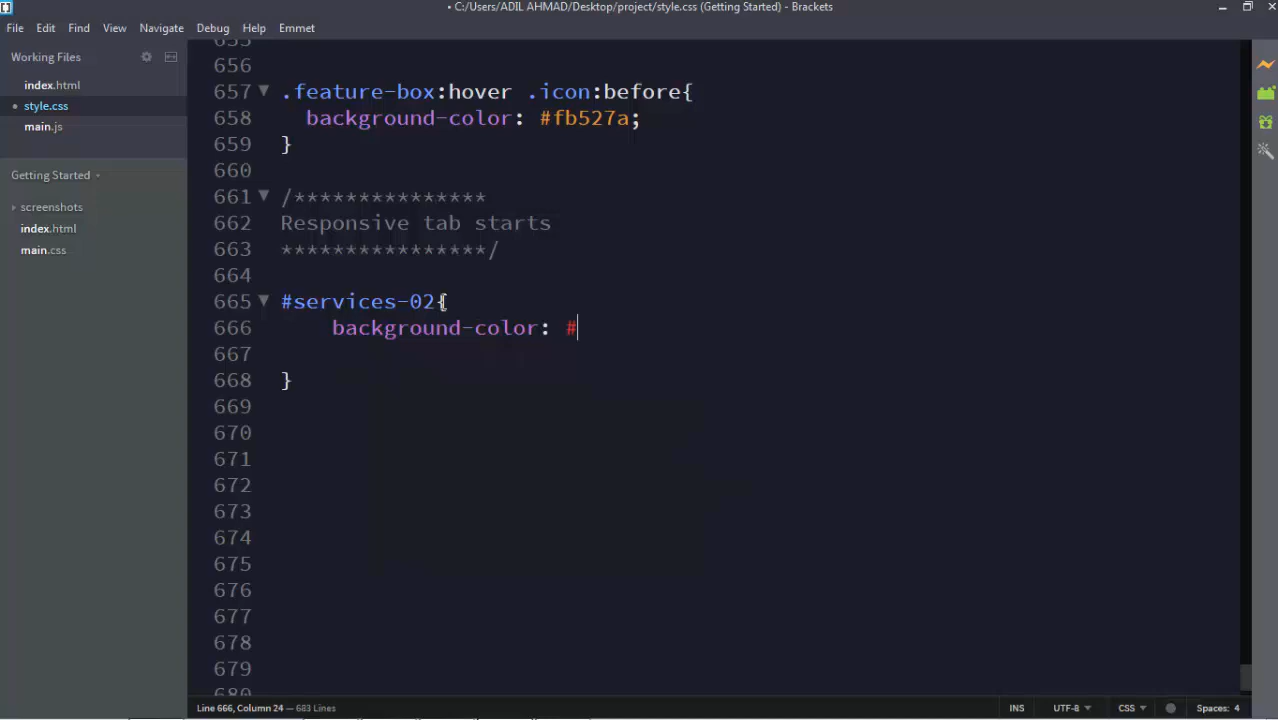 • C:/Users/ADIL AHMAD/Desktop/project/style.css (Getting Started) - Brackets
File Edit Find View Navigate Debug Help Emmet
Working Files
index.html
style.css
main.js
Getting Started
screenshots
index.html
main.css
655
656
657 .feature-box:hover .icon:before{
658 background-color: #fb527a;
659 }
660
661 /***************
662 Responsive tab starts
663 ****************/
664
665 #services-02{
666 background-color: #
667
668 }
669
670
671
672
673
674
675
676
677
678
679
680
Line 666, Column 24 — 683 Lines
INS UTF-8 CSS Spaces: 4